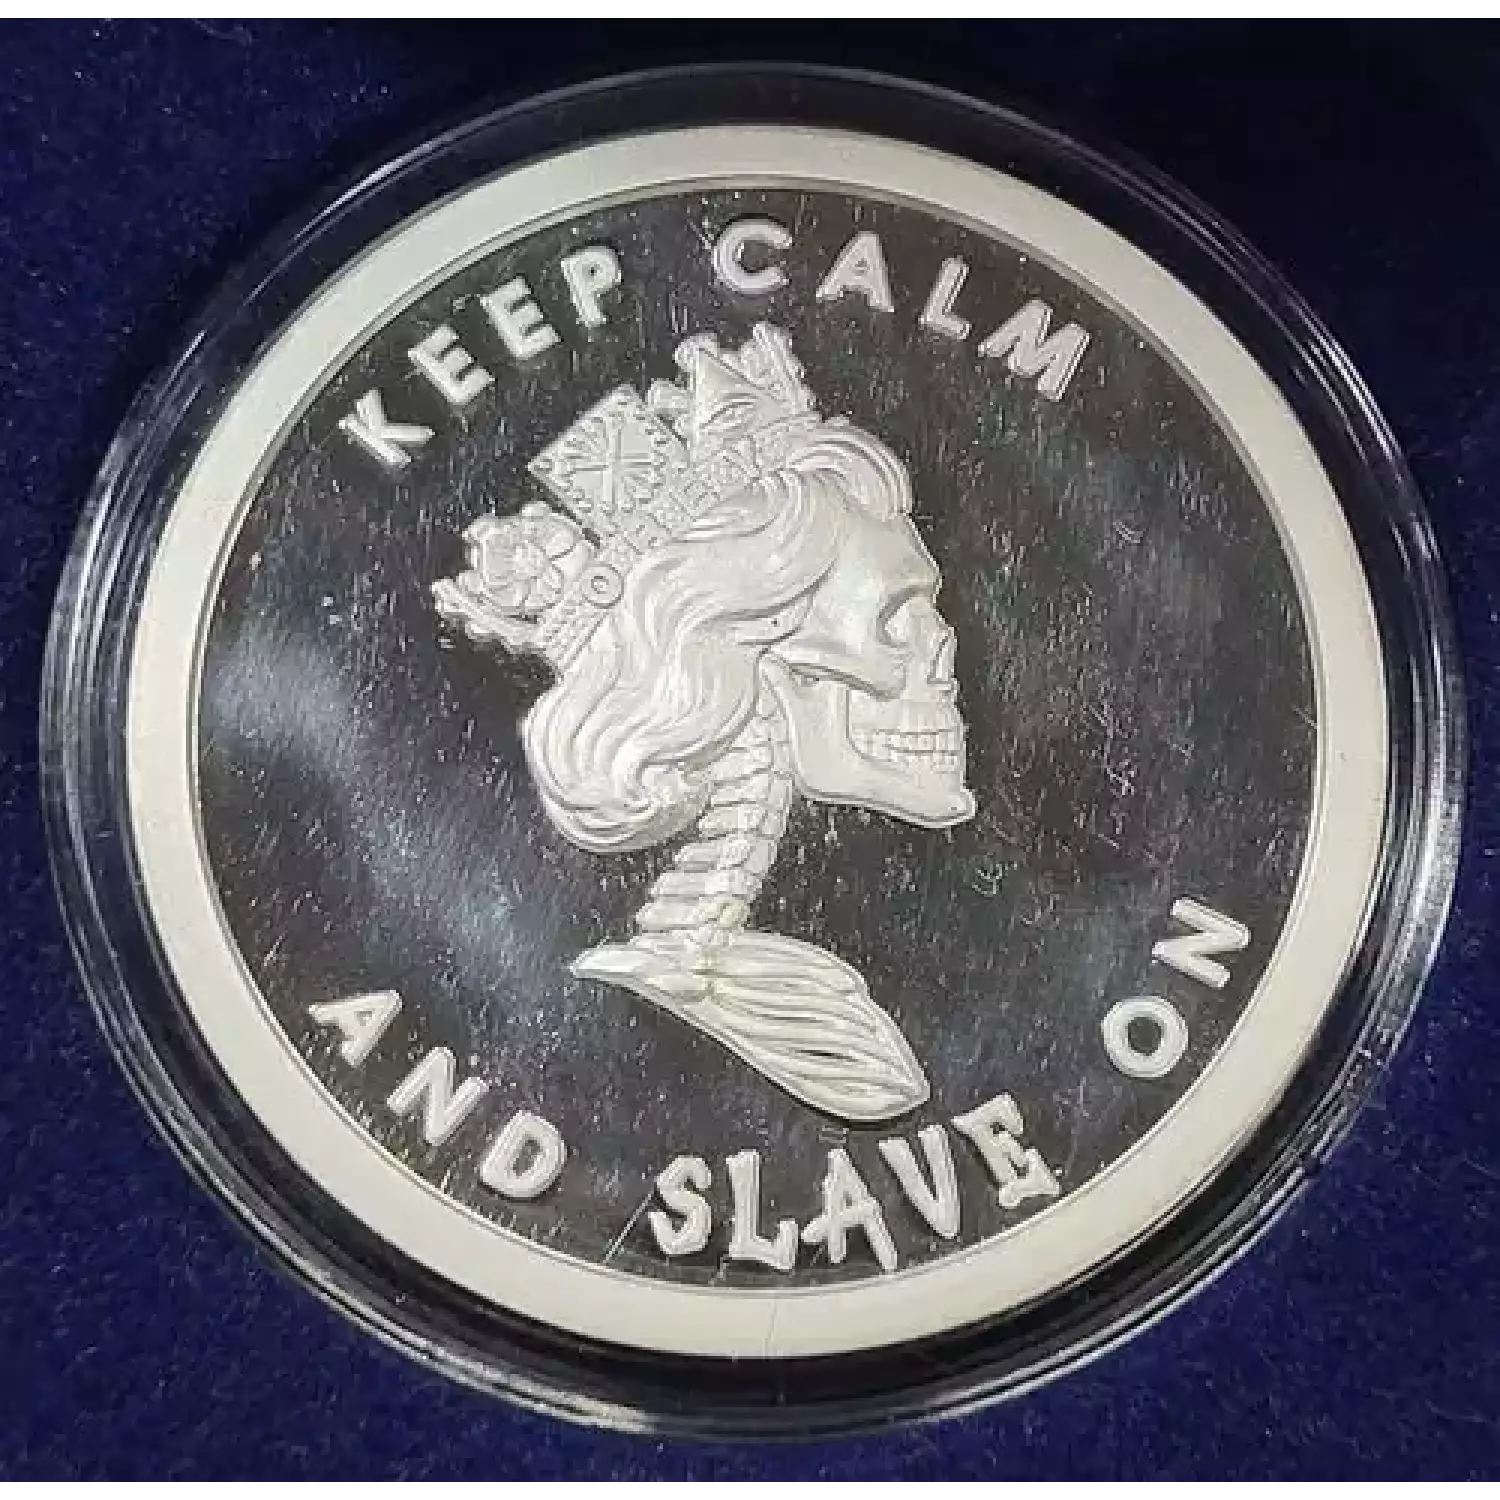 KEEP CALM
AND SLAVE ON